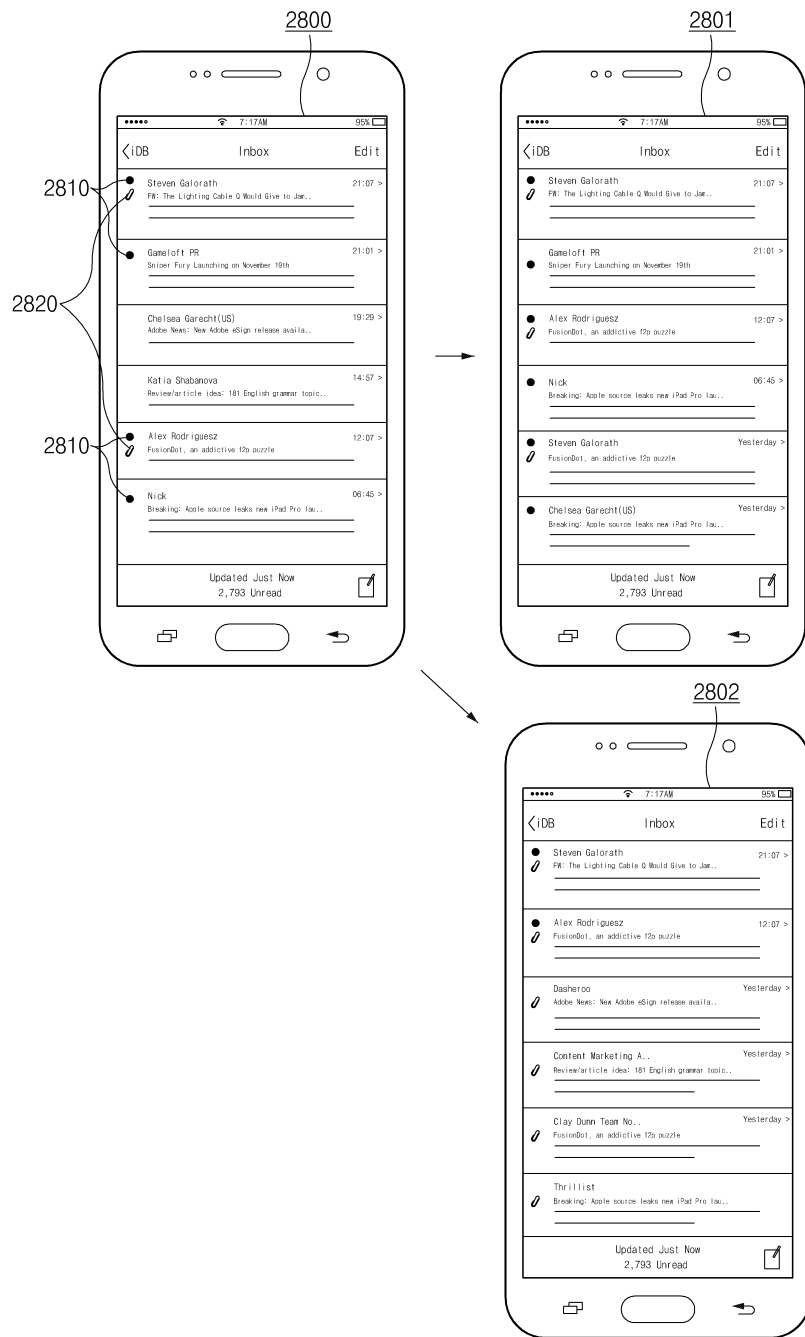 2800
7:17AM
95%
<iDB Inbox Edit
2810
Steven Galorath 21:07 >
FW: The Lighting Cable Q Would Give to Jam..
Gameloft PR 21:01 >
Sniper Fury Launching on November 19th
2820
Chelsea Garecht(US) 19:29 >
Adobe News: New Adobe eSign release availa..
Katia Shabanova 14:57 >
Review/article idea: 181 English grammar topic..
2810
Alex Rodriguesz 12:07 >
FusionDot, an addictive f2p puzzle
Nick 06:45 >
Breaking: Apple source leaks new iPad Pro lau..
Updated Just Now
2,793 Unread
2801
7:17AM
95%
<iDB Inbox Edit
Steven Galorath 21:07 >
FW: The Lighting Cable Q Would Give to Jam..
Gameloft PR 21:01 >
Sniper Fury Launching on November 19th
Alex Rodriguesz 12:07 >
FusionDot, an addictive f2p puzzle
Nick 06:45 >
Breaking: Apple source leaks new iPad Pro lau..
Steven Galorath Yesterday >
FusionDot, an addictive f2p puzzle
Chelsea Garecht(US) Yesterday >
Breaking: Apple source leaks new iPad Pro lau..
Updated Just Now
2,793 Unread
2802
7:17AM
95%
<iDB Inbox Edit
Steven Galorath 21:07 >
FW: The Lighting Cable Q Would Give to Jam..
Alex Rodriguesz 12:07 >
FusionDot, an addictive f2p puzzle
Dasheroo Yesterday >
Adobe News: New Adobe eSign release availa..
Content Marketing A.. Yesterday >
Review/article idea: 181 English grammar topic..
Clay Dunn Team No.. Yesterday >
FusionDot, an addictive f2p puzzle
Thrillist
Breaking: Apple source leaks new iPad Pro lau..
Updated Just Now
2,793 Unread